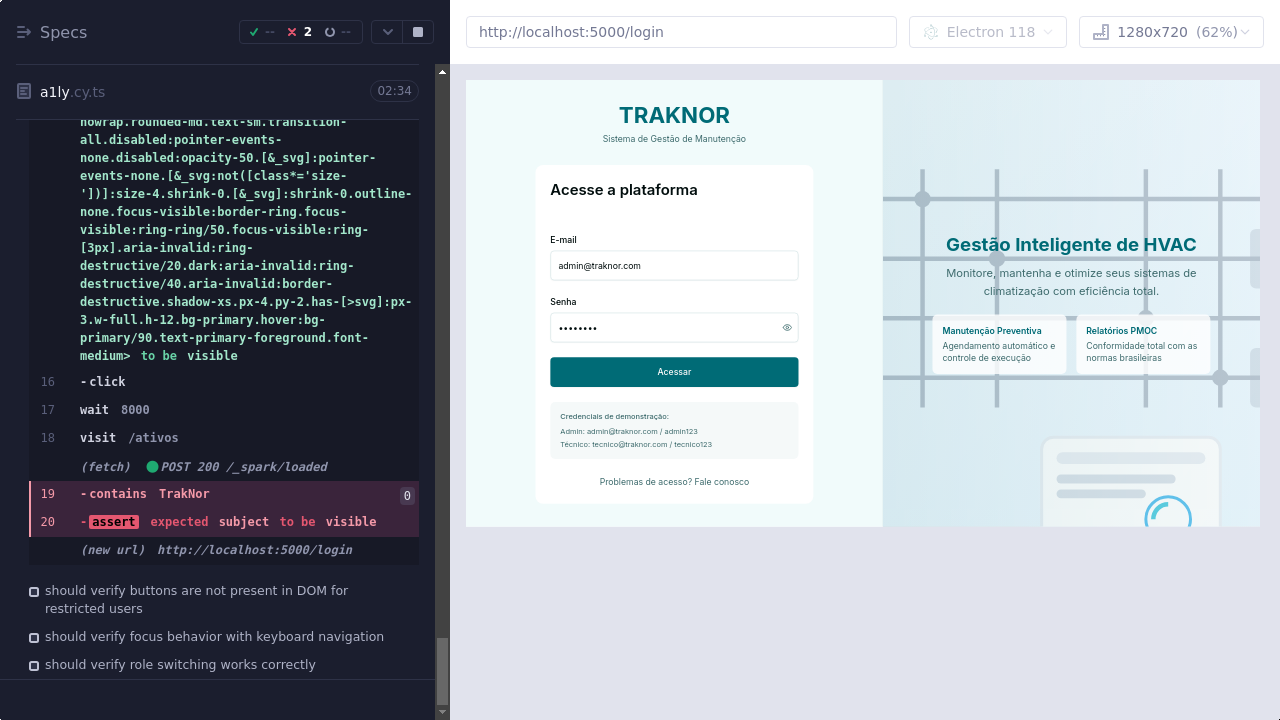 Specs
--
2
--
http://localhost:5000/login
Electron 118
1280x720 (62%)
a1ly.cy.ts
02:34
nowrap.rounded-md.text-sm.transition-
all.disabled:pointer-events-
none.disabled:opacity-50.[&_svg]:pointer-
events-none.[&_svg:not([class*='size-
'])]:size-4.shrink-0.[&_svg]:shrink-0.outline-
none.focus-visible:border-ring.focus-
visible:ring-ring/50.focus-visible:ring-
[3px].aria-invalid:ring-
destructive/20.dark:aria-invalid:ring-
destructive/40.aria-invalid:border-
destructive.shadow-xs.px-4.py-2.has-[>svg]:px-
3.w-full.h-12.bg-primary.hover:bg-
primary/90.text-primary-foreground.font-
medium> to be visible
16 -click
17 wait 8000
18 visit /ativos
(fetch) POST 200 /_spark/loaded
19 -contains TrakNor 0
20 -assert expected subject to be visible
(new url) http://localhost:5000/login
should verify buttons are not present in DOM for
restricted users
should verify focus behavior with keyboard navigation
should verify role switching works correctly
TRAKNOR
Sistema de Gestão de Manutenção
Acesse a plataforma
E-mail
admin@traknor.com
Senha
••••••••
Acessar
Credenciais de demonstração:
Admin: admin@traknor.com / admin123
Técnico: tecnico@traknor.com / tecnico123
Problemas de acesso? Fale conosco
Gestão Inteligente de HVAC
Monitore, mantenha e otimize seus sistemas de
climatização com eficiência total.
Manutenção Preventiva
Agendamento automático e
controle de execução
Relatórios PMOC
Conformidade total com as
normas brasileiras